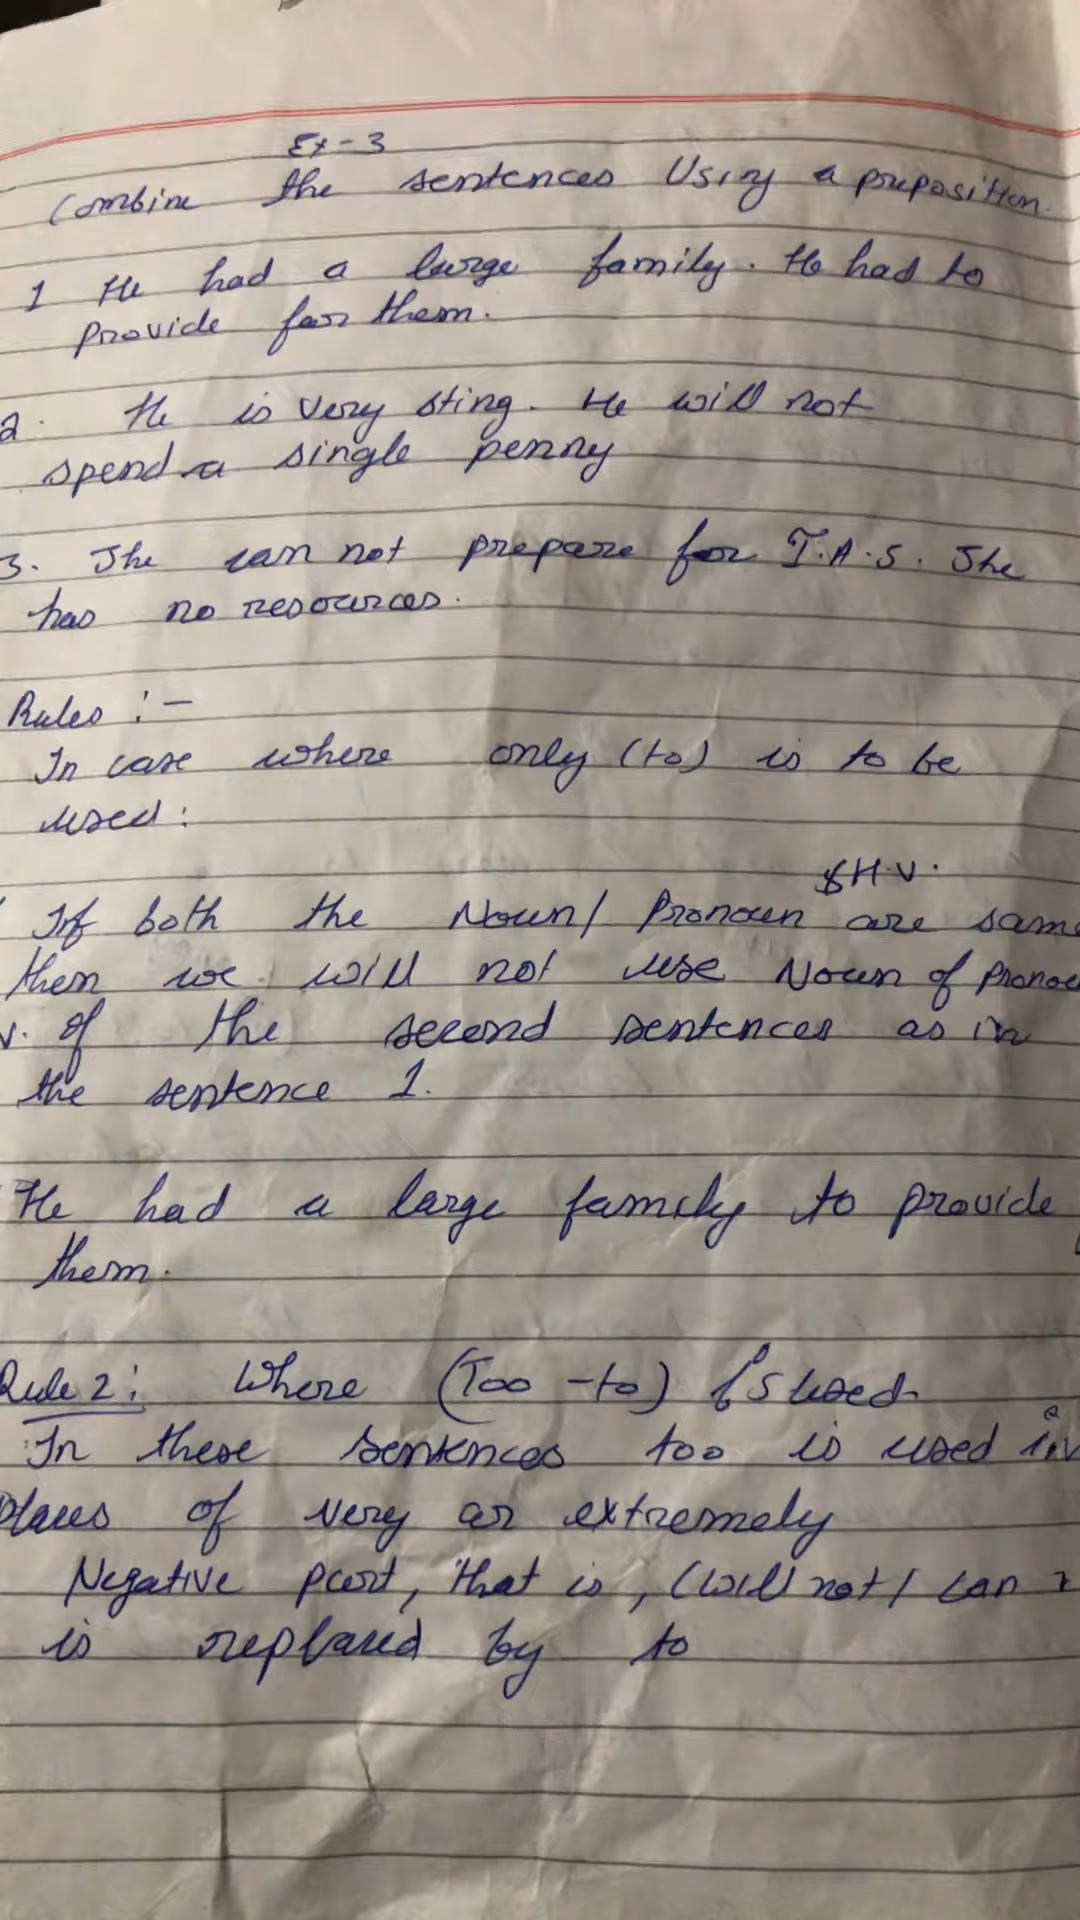 Ex-3
Combine the sentences Using a preposition.
1 He had a large family. He had to
provide for them.
2. He is very sting. He will not
spend a single penny
3. She can not prepare for I.A.S. She
has no resources.
Rules :-
In case where only (to) is to be
used:
$H.V.
If both the Noun/ Pronoun are same
then we will not use Noun of Pronou
v. of the second sentences as in
the sentence 1.
He had a large family to provide
them.
Rule 2: Where (Too -to) is used
In these sentences too is used in
places of very or extremely
Negative part, that is, (will not/ can
is replaced by to